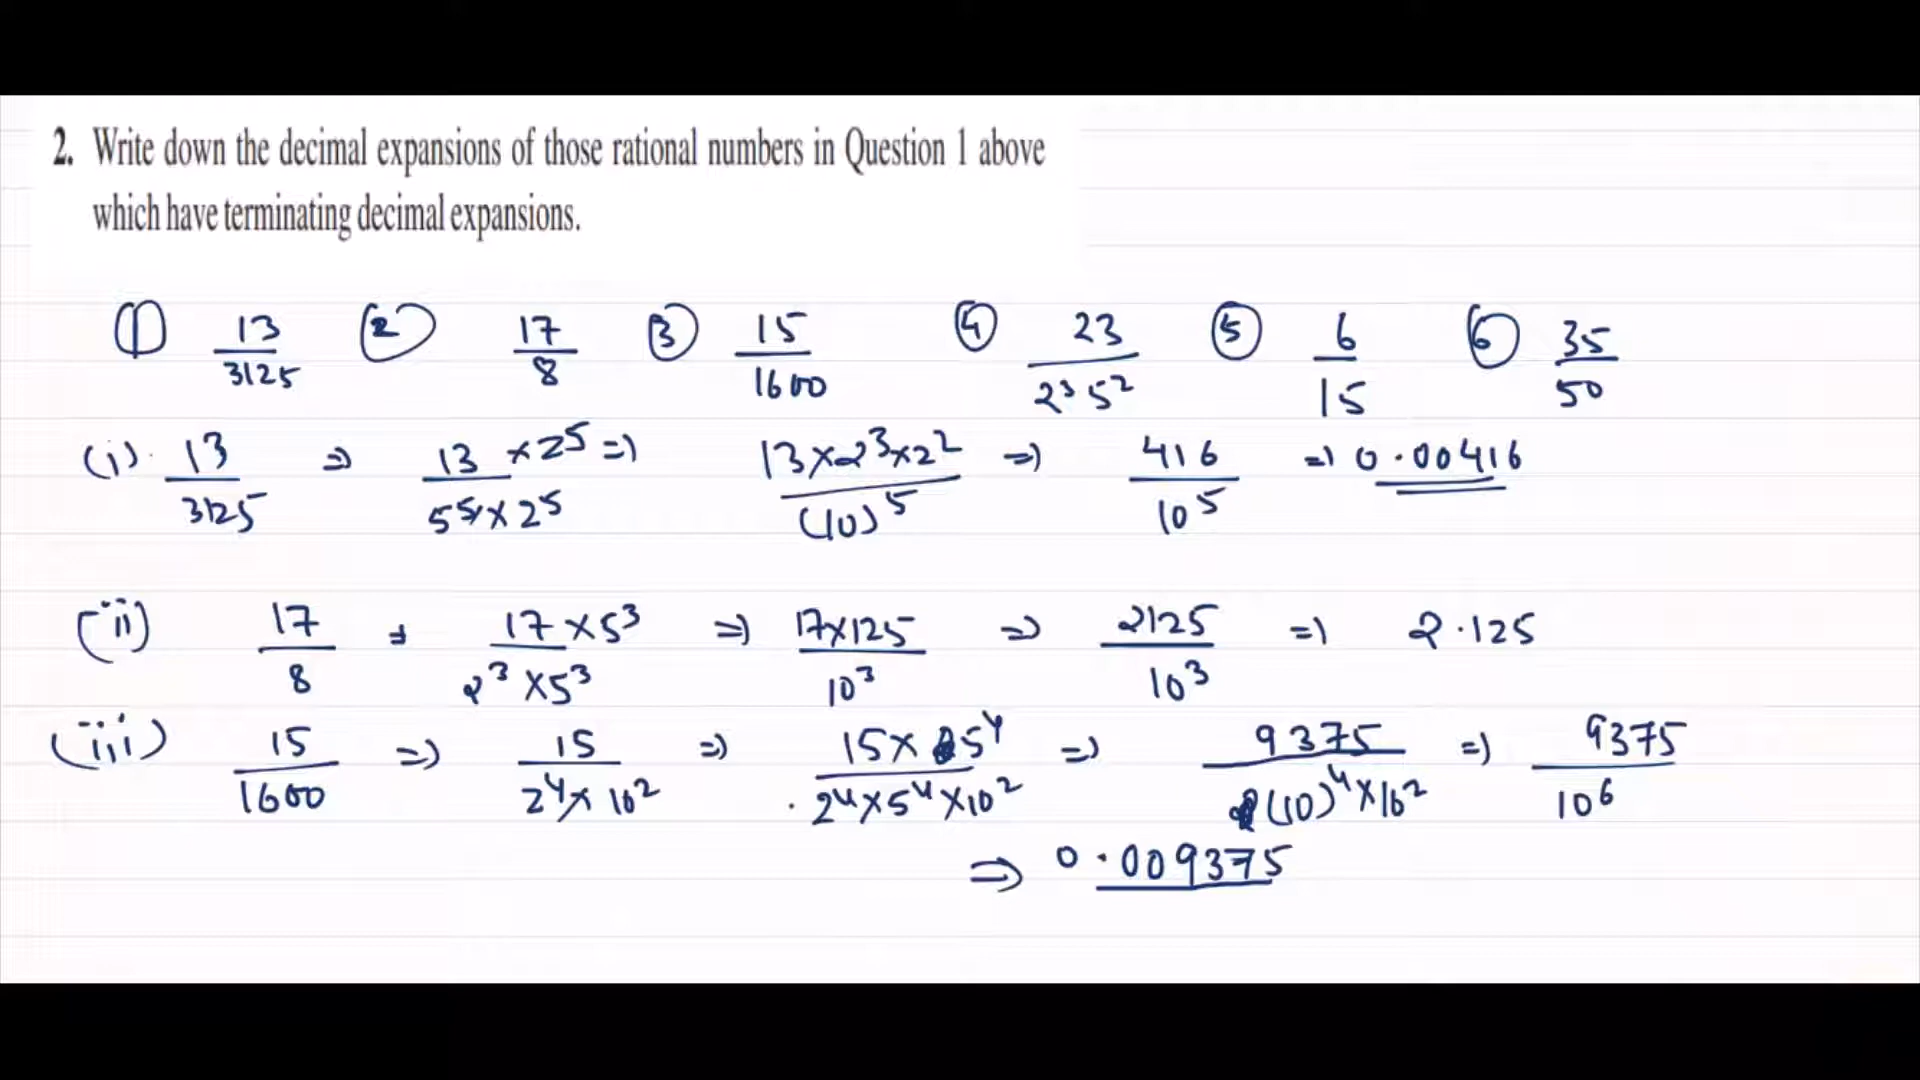 2. Write down the decimal expansions of those rational numbers in Question 1 above
which have terminating decimal expansions.
① 13/3125 ② 17/8 ③ 15/1600 ④ 23/2³5² ⑤ 6/15 ⑥ 35/50
(i). 13/3125 => 13×2⁵/5⁵×2⁵ => 13×2³×2²/(10)⁵ => 416/10⁵ => 0.00416
(ii) 17/8 = 17×5³/2³×5³ => 17×125/10³ => 2125/10³ => 2.125
(iii) 15/1600 => 15/2⁴×10² => 15×5⁴/2⁴×5⁴×10² => 9375/(10)⁴×10² => 9375/10⁶
=> 0.009375